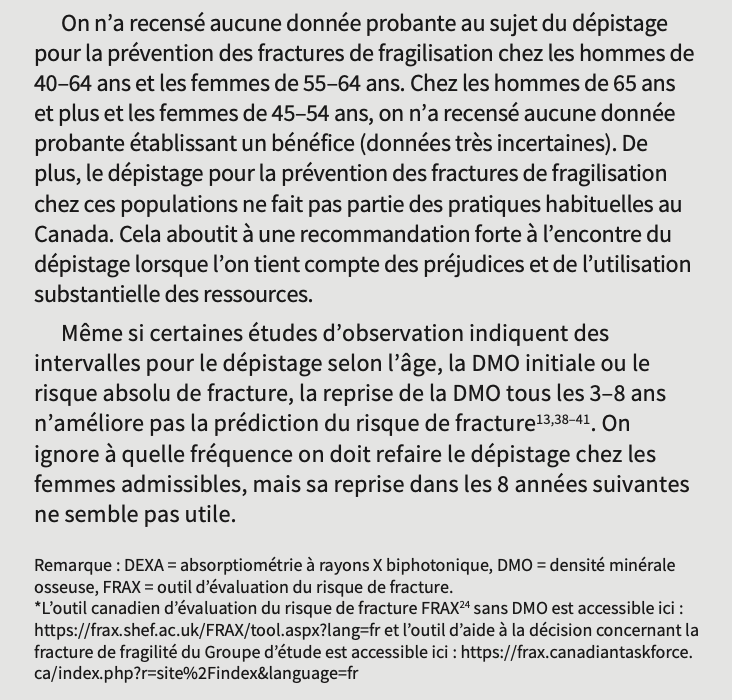 On n’a recensé aucune donnée probante au sujet du dépistage
pour la prévention des fractures de fragilisation chez les hommes de
40–64 ans et les femmes de 55–64 ans. Chez les hommes de 65 ans
et plus et les femmes de 45–54 ans, on n’a recensé aucune donnée
probante établissant un bénéfice (données très incertaines). De
plus, le dépistage pour la prévention des fractures de fragilisation
chez ces populations ne fait pas partie des pratiques habituelles au
Canada. Cela aboutit à une recommandation forte à l’encontre du
dépistage lorsque l’on tient compte des préjudices et de l’utilisation
substantielle des ressources.
Même si certaines études d’observation indiquent des
intervalles pour le dépistage selon l’âge, la DMO initiale ou le
risque absolu de fracture, la reprise de la DMO tous les 3–8 ans
n’améliore pas la prédiction du risque de fracture13,38–41. On
ignore à quelle fréquence on doit refaire le dépistage chez les
femmes admissibles, mais sa reprise dans les 8 années suivantes
ne semble pas utile.
Remarque : DEXA = absorptiométrie à rayons X biphotonique, DMO = densité minérale
osseuse, FRAX = outil d’évaluation du risque de fracture.
*L’outil canadien d’évaluation du risque de fracture FRAX24 sans DMO est accessible ici :
https://frax.shef.ac.uk/FRAX/tool.aspx?lang=fr et l’outil d’aide à la décision concernant la
fracture de fragilité du Groupe d’étude est accessible ici : https://frax.canadiantaskforce.
ca/index.php?r=site%2Findex&language=fr